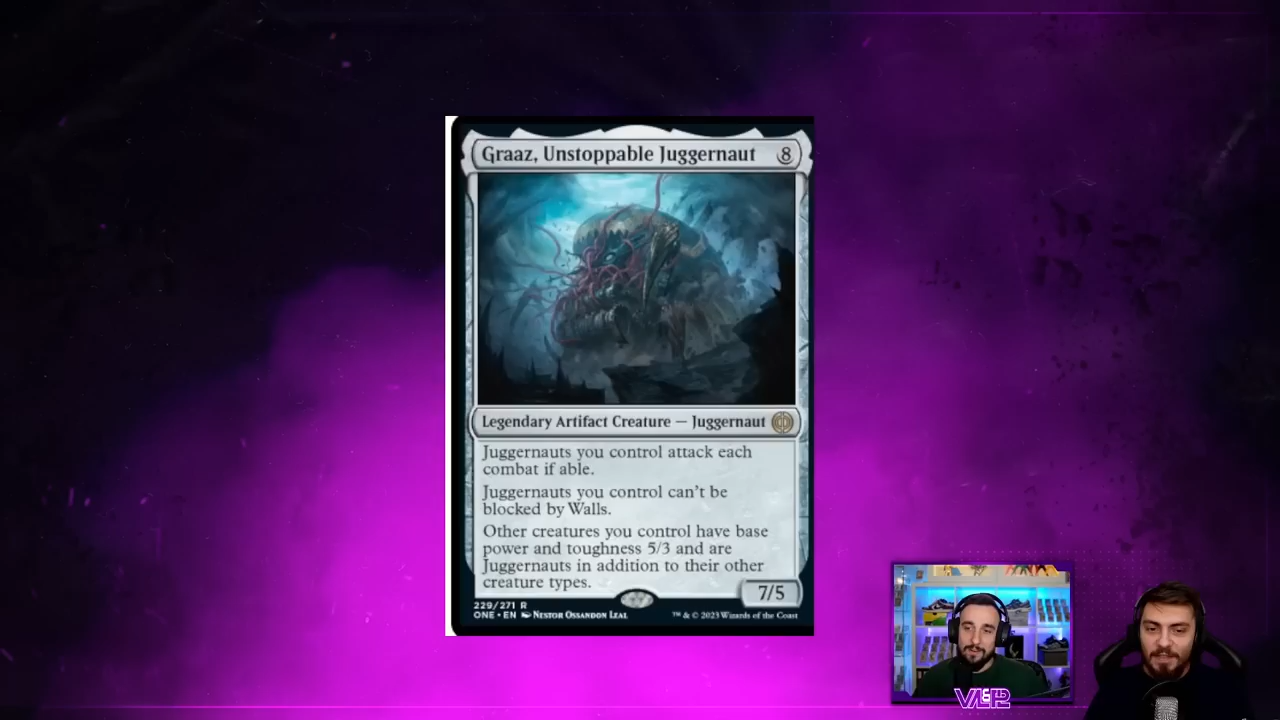 Graaz, Unstoppable Juggernaut 8
Legendary Artifact Creature — Juggernaut
Juggernauts you control attack each
combat if able.
Juggernauts you control can't be
blocked by Walls.
Other creatures you control have base
power and toughness 5/3 and are
Juggernauts in addition to their other
creature types.
7/5
229/271 R
ONE • EN Nestor Ossandon Leal
™ & © 2023 Wizards of the Coast